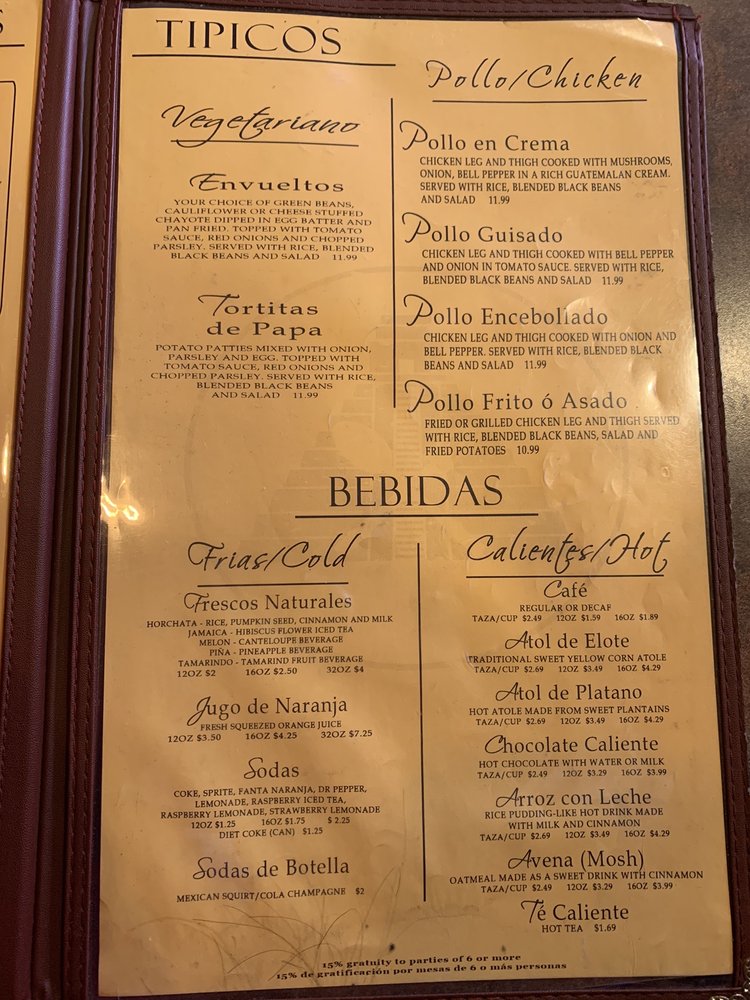 TIPICOS
Vegetariano
Envueltos
YOUR CHOICE OF GREEN BEANS,
CAULIFLOWER OR CHEESE STUFFED
CHAYOTE DIPPED IN EGG BATTER AND
PAN FRIED. TOPPED WITH TOMATO
SAUCE, RED ONIONS AND CHOPPED
PARSLEY. SERVED WITH RICE, BLENDED
BLACK BEANS AND SALAD 11.99
Tortitas
de Papa
POTATO PATTIES MIXED WITH ONION,
PARSLEY AND EGG. TOPPED WITH
TOMATO SAUCE, RED ONIONS AND
CHOPPED PARSLEY. SERVED WITH RICE,
BLENDED BLACK BEANS
AND SALAD 11.99
Pollo/Chicken
Pollo en Crema
CHICKEN LEG AND THIGH COOKED WITH MUSHROOMS,
ONION, BELL PEPPER IN A RICH GUATEMALAN CREAM.
SERVED WITH RICE, BLENDED BLACK BEANS
AND SALAD 11.99
Pollo Guisado
CHICKEN LEG AND THIGH COOKED WITH BELL PEPPER
AND ONION IN TOMATO SAUCE. SERVED WITH RICE,
BLENDED BLACK BEANS AND SALAD 11.99
Pollo Encebollado
CHICKEN LEG AND THIGH COOKED WITH ONION AND
BELL PEPPER. SERVED WITH RICE, BLENDED BLACK
BEANS AND SALAD 11.99
Pollo Frito ó Asado
FRIED OR GRILLED CHICKEN LEG AND THIGH SERVED
WITH RICE, BLENDED BLACK BEANS, SALAD AND
FRIED POTATOES 10.99
BEBIDAS
Frias/Cold
Frescos Naturales
HORCHATA - RICE, PUMPKIN SEED, CINNAMON AND MILK
JAMAICA - HIBISCUS FLOWER ICED TEA
MELON - CANTELOUPE BEVERAGE
PIÑA - PINEAPPLE BEVERAGE
TAMARINDO - TAMARIND FRUIT BEVERAGE
12OZ $2 16OZ $2.50 32OZ $4
Jugo de Naranja
FRESH SQUEEZED ORANGE JUICE
12OZ $3.50 16OZ $4.25 32OZ $7.25
Sodas
COKE, SPRITE, FANTA NARANJA, DR PEPPER,
LEMONADE, RASPBERRY ICED TEA,
RASPBERRY LEMONADE, STRAWBERRY LEMONADE
12OZ $1.25 16OZ $1.75 $ 2.25
DIET COKE (CAN) $1.25
Sodas de Botella
MEXICAN SQUIRT/COLA CHAMPAGNE $2
Calientes/Hot
Café
REGULAR OR DECAF
TAZA/CUP $2.49 12OZ $1.59 16OZ $1.89
Atol de Elote
TRADITIONAL SWEET YELLOW CORN ATOLE
TAZA/CUP $2.69 12OZ $3.49 16OZ $4.29
Atol de Platano
HOT ATOLE MADE FROM SWEET PLANTAINS
TAZA/CUP $2.69 12OZ $3.49 16OZ $4.29
Chocolate Caliente
HOT CHOCOLATE WITH WATER OR MILK
TAZA/CUP $2.49 12OZ $3.29 16OZ $3.99
Arroz con Leche
RICE PUDDING-LIKE HOT DRINK MADE
WITH MILK AND CINNAMON
TAZA/CUP $2.69 12OZ $3.49 16OZ $4.29
Avena (Mosh)
OATMEAL MADE AS A SWEET DRINK WITH CINNAMON
TAZA/CUP $2.49 12OZ $3.29 16OZ $3.99
Té Caliente
HOT TEA $1.69
15% gratuity to parties of 6 or more
15% de gratificación por mesas de 6 o más personas